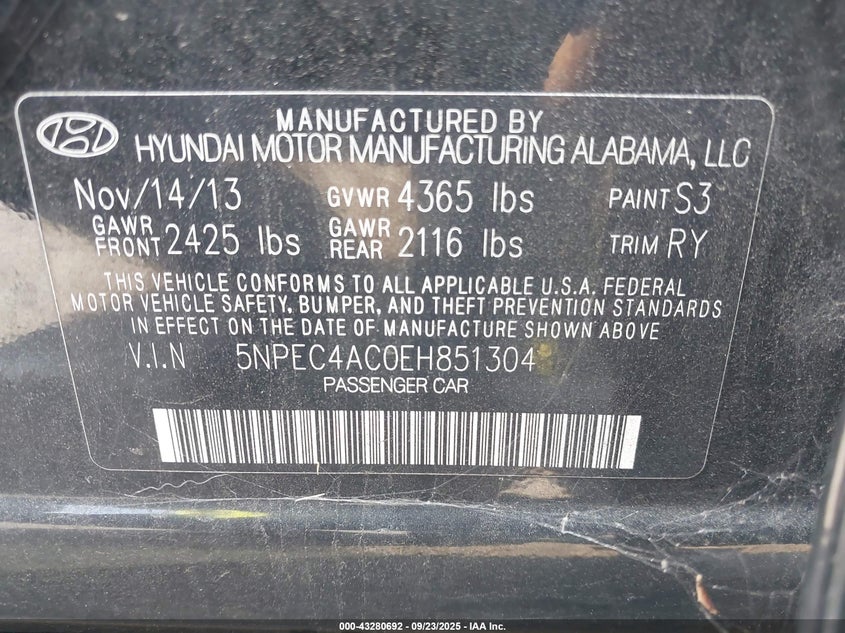 MANUFACTURED BY
HYUNDAI MOTOR MANUFACTURING ALABAMA, LLC
Nov/14/13 GVWR 4365 lbs PAINT S3
GAWR FRONT 2425 lbs GAWR REAR 2116 lbs TRIM RY
THIS VEHICLE CONFORMS TO ALL APPLICABLE U.S.A. FEDERAL
MOTOR VEHICLE SAFETY, BUMPER, AND THEFT PREVENTION STANDARDS
IN EFFECT ON THE DATE OF MANUFACTURE SHOWN ABOVE
V.I.N 5NPEC4AC0EH851304
PASSENGER CAR
000-43280692 - 09/23/2025 - IAA Inc.